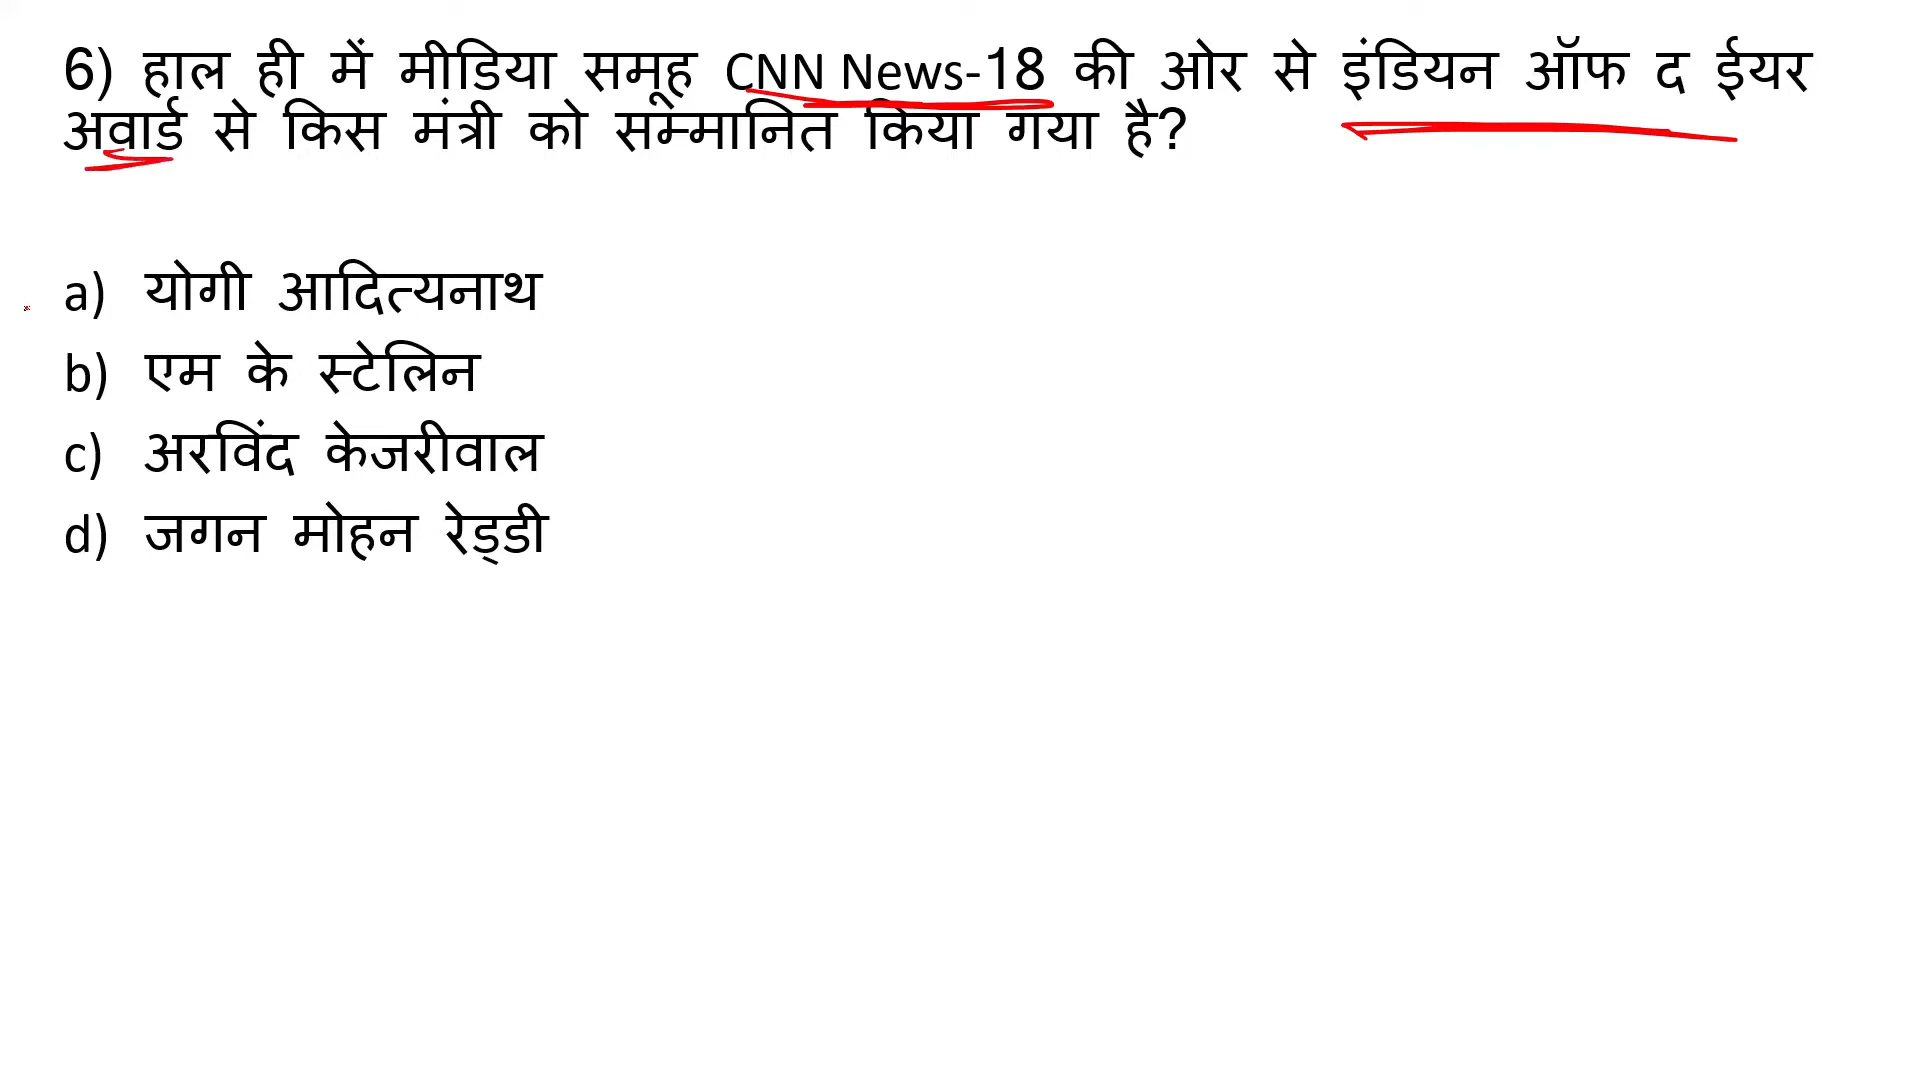 6) हाल ही में मीडिया समूह CNN News-18 की ओर से इंडियन ऑफ द ईयर
अवार्ड से किस मंत्री को सम्मानित किया गया है?
a) योगी आदित्यनाथ
b) एम के स्टेलिन
c) अरविंद केजरीवाल
d) जगन मोहन रेड्डी